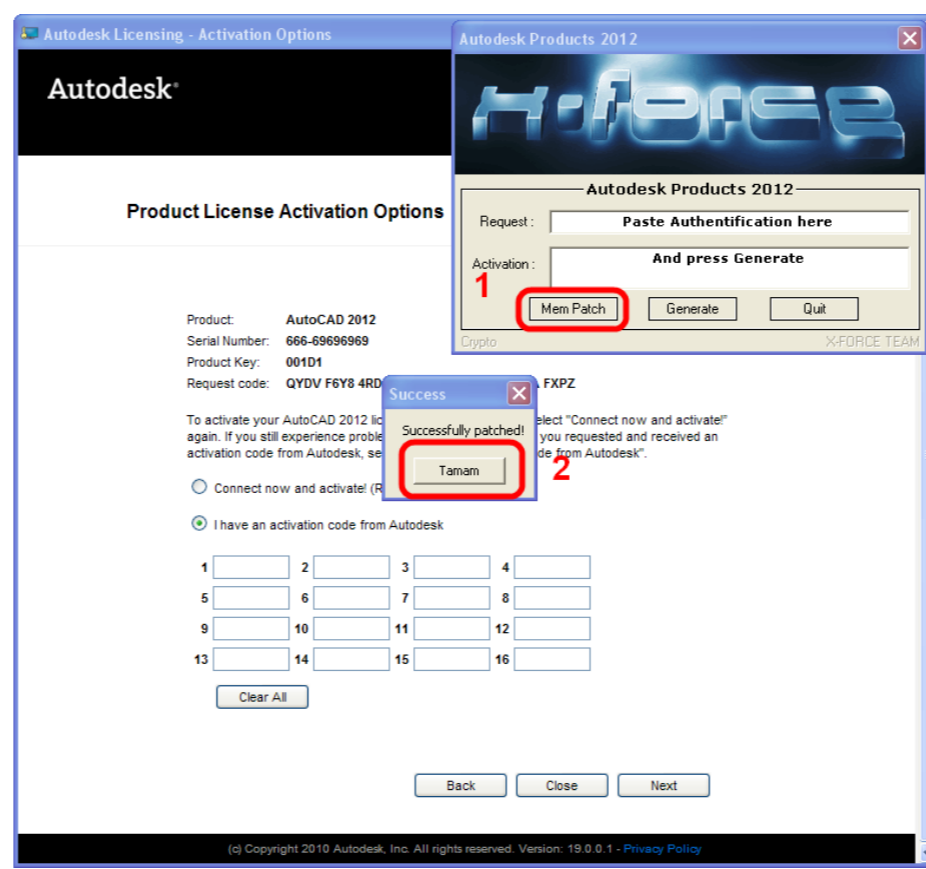 Autodesk Licensing - Activation Options
Autodesk
Product License Activation Options
Autodesk Products 2012
x-force
Autodesk Products 2012
Request :
Paste Authentification here
Activation :
And press Generate
1
Mem Patch
Generate
Quit
Crypto
X-FORCE TEAM
Product: AutoCAD 2012
Serial Number: 666-69696969
Product Key: 001D1
Request code: QYDV F6Y8 4RD FXPZ
To activate your AutoCAD 2012 lic elect "Connect now and activate!"
again. If you still experience proble you requested and received an
activation code from Autodesk, se de from Autodesk".
Success
Successfully patched!
Tamam
2
Connect now and activate! (R
I have an activation code from Autodesk
1 2 3 4
5 6 7 8
9 10 11 12
13 14 15 16
Clear All
Back Close Next
(c) Copyright 2010 Autodesk, Inc. All rights reserved. Version: 19.0.0.1 - Privacy Policy